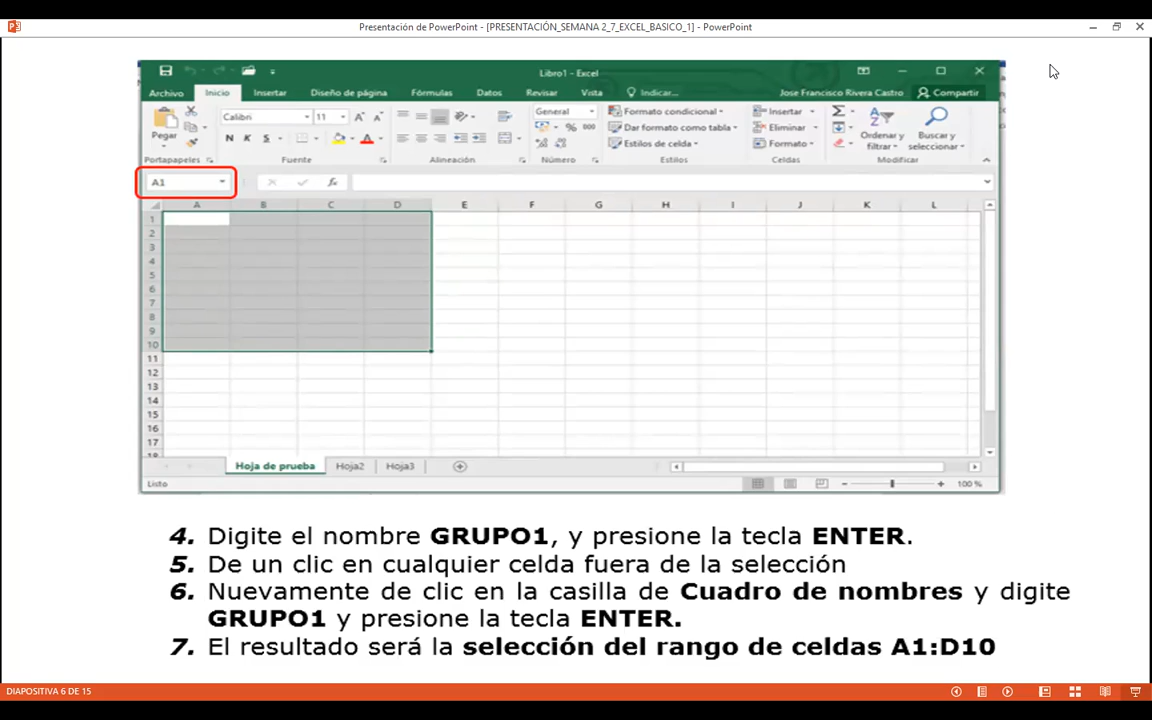 Presentación de PowerPoint - [PRESENTACIÓN_SEMANA 2_7_EXCEL_BASICO_1] - PowerPoint
Libro1 - Excel
Archivo Inicio Insertar Diseño de página Fórmulas Datos Revisar Vista Indicar... Jose Francisco Rivera Castro Compartir
Pegar Calibri 11 General Formato condicional Insertar
N K S % 000 Dar formato como tabla Eliminar Ordenar y Buscar y
Estilos de celda Formato filtrar seleccionar
Portapapeles Fuente Alineación Número Estilos Celdas Modificar
A1 fx
A B C D E F G H I J K L
1
2
3
4
5
6
7
8
9
10
11
12
13
14
15
16
17
18
Hoja de prueba Hoja2 Hoja3
Listo 100 %
4. Digite el nombre GRUPO1, y presione la tecla ENTER.
5. De un clic en cualquier celda fuera de la selección
6. Nuevamente de clic en la casilla de Cuadro de nombres y digite
GRUPO1 y presione la tecla ENTER.
7. El resultado será la selección del rango de celdas A1:D10
DIAPOSITIVA 6 DE 15